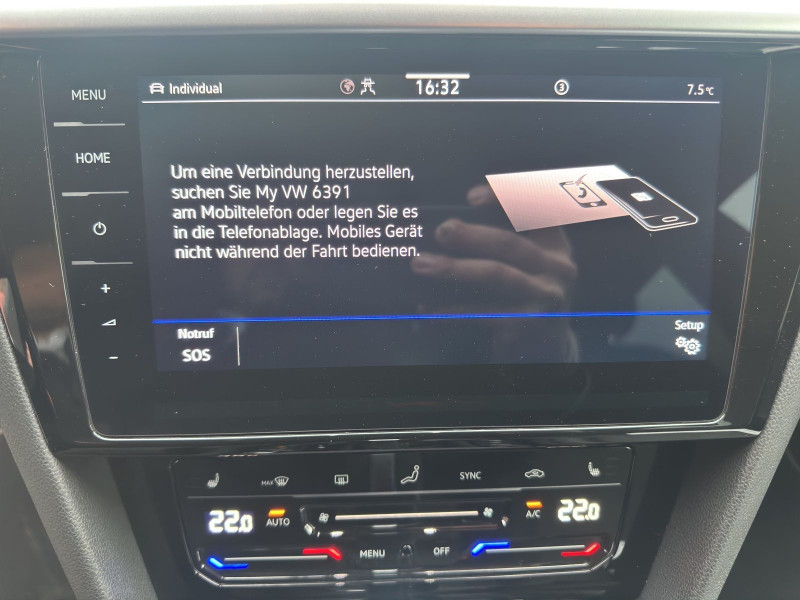 MENU
HOME
Individual
16:32
3
7.5°C
Um eine Verbindung herzustellen,
suchen Sie My VW 6391
am Mobiltelefon oder legen Sie es
in die Telefonablage. Mobiles Gerät
nicht während der Fahrt bedienen.
Notruf
SOS
Setup
+
-
MAX
SYNC
22.0
AUTO
A/C
22.0
MENU
OFF